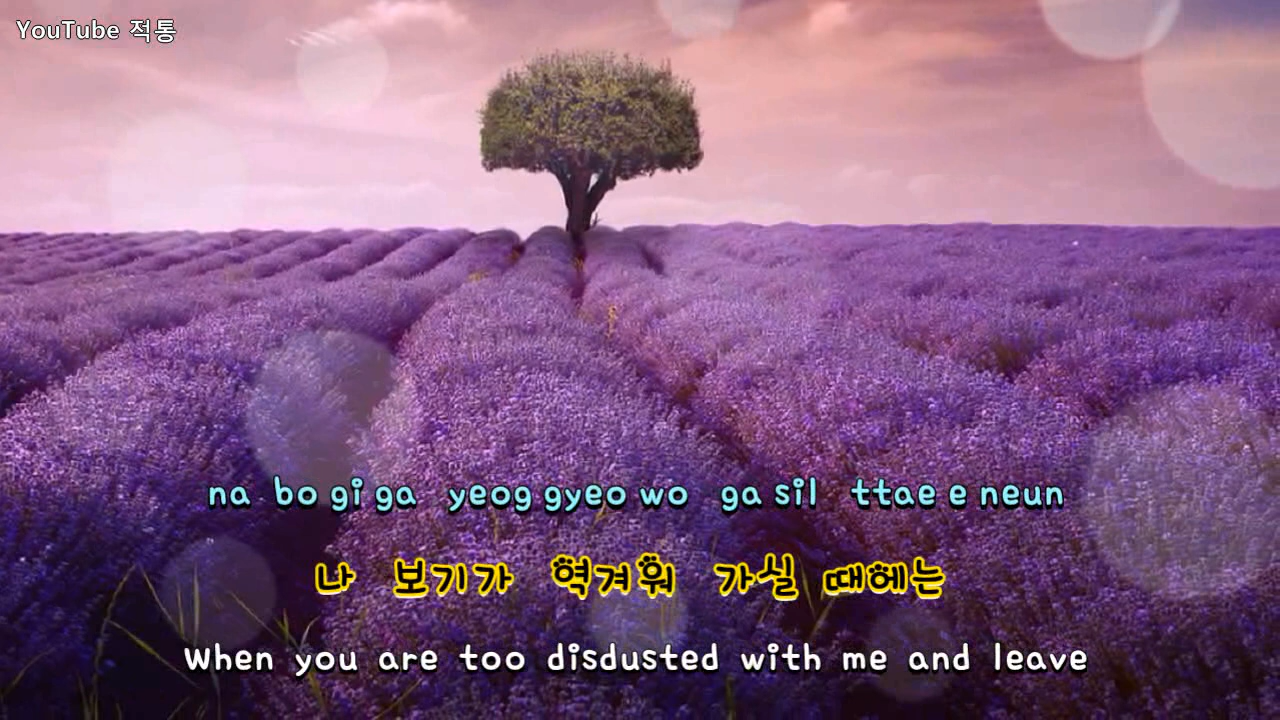 YouTube 적통
na bo gi ga yeog gyeo wo ga sil ttae e neun
나 보기가 역겨워 가실 때에는
When you are too disdusted with me and leave